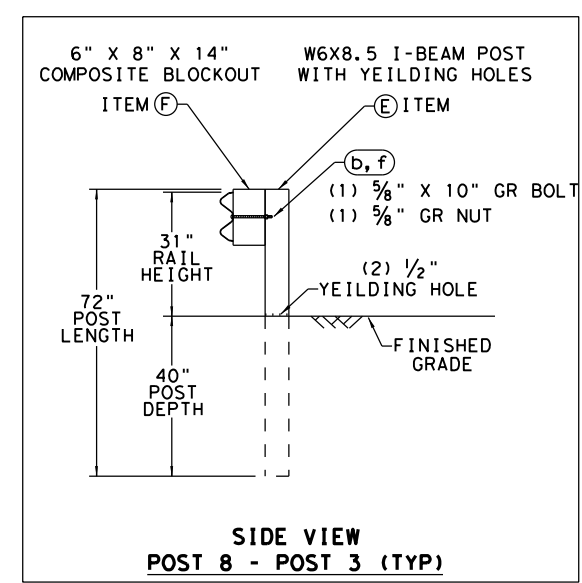 6" X 8" X 14"
COMPOSITE BLOCKOUT
ITEM F
W6X8.5 I-BEAM POST
WITH YEILDING HOLES
E ITEM
b, f
(1) 5/8" X 10" GR BOLT
(1) 5/8" GR NUT
31"
RAIL
HEIGHT
(2) 1/2"
YEILDING HOLE
72"
POST
LENGTH
FINISHED
GRADE
40"
POST
DEPTH
SIDE VIEW
POST 8 - POST 3 (TYP)